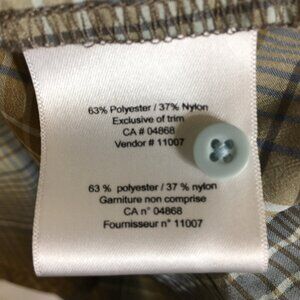 63% Polyester / 37% Nylon
Exclusive of trim
CA # 04868
Vendor # 11007
63 % polyester / 37 % nylon
Garniture non comprise
CA n° 04868
Fournisseur n° 11007